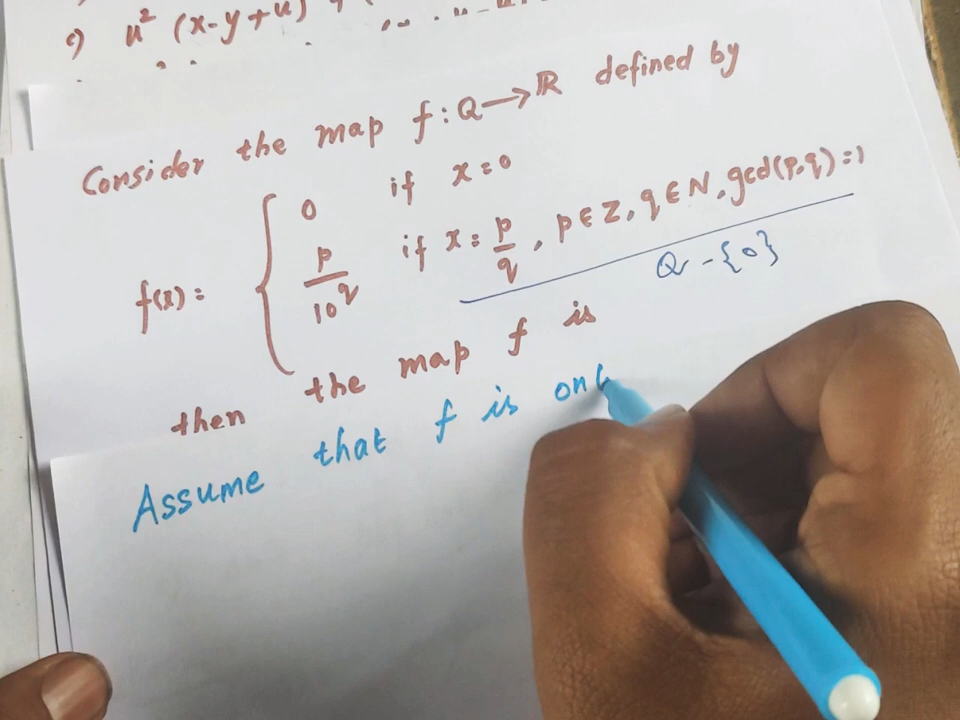 c) u² (x-y+u)
Consider the map f: Q → ℝ defined by
f(x) = { 0 if x = 0
p/10^q if x = p/q, p ∈ Z, q ∈ N, gcd(p,q) = 1
Q - {0}
then the map f is
Assume that f is on